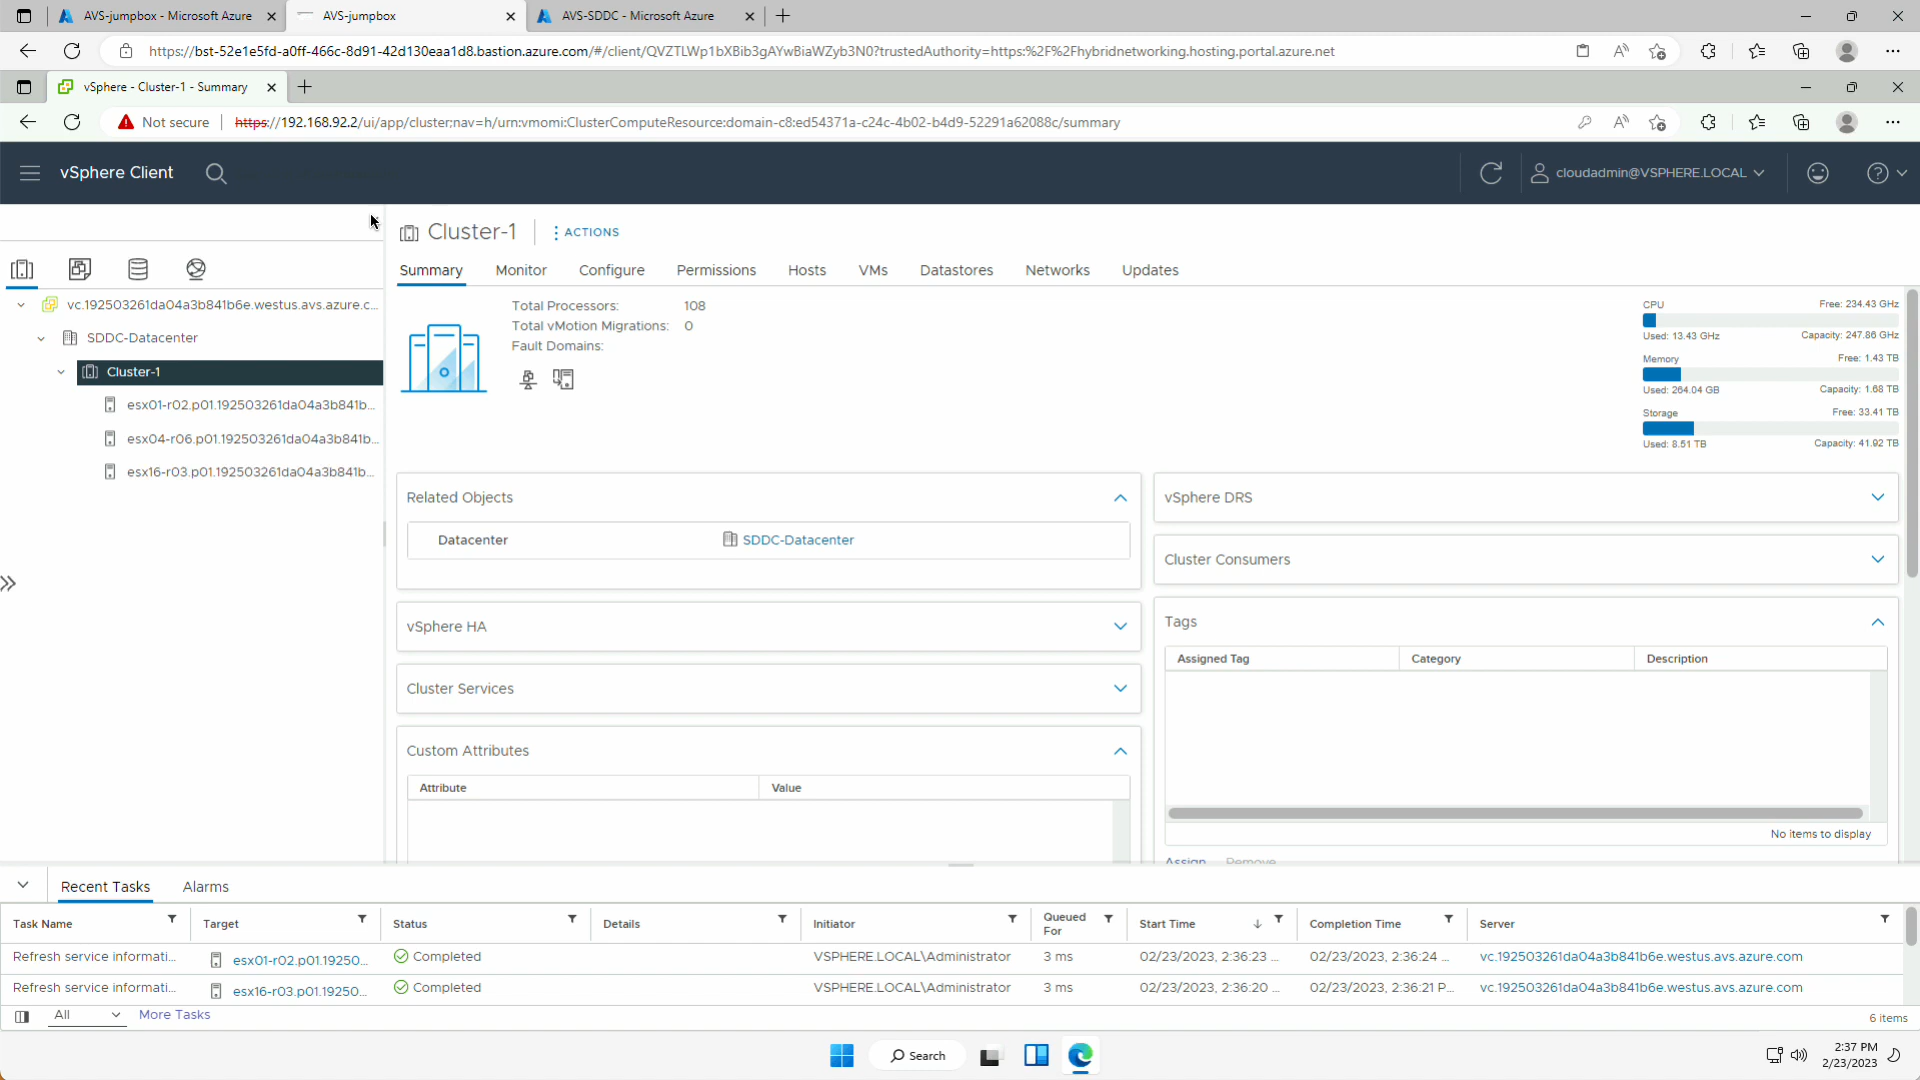 AVS-jumpbox - Microsoft Azure
AVS-jumpbox
AVS-SDDC - Microsoft Azure
https://bst-52e1e5fd-a0ff-466c-8d91-42d130eaa1d8.bastion.azure.com/#/client/QVZTLWp1bXBib3gAYwBiaWZyb3N0?trustedAuthority=https:%2F%2Fhybridnetworking.hosting.portal.azure.net
vSphere - Cluster-1 - Summary
Not secure
https://192.168.92.2/ui/app/cluster;nav=h/urn:vmomi:ClusterComputeResource:domain-c8:ed54371a-c24c-4b02-b4d9-52291a62088c/summary
vSphere Client
cloudadmin@VSPHERE.LOCAL
Cluster-1
ACTIONS
Summary Monitor Configure Permissions Hosts VMs Datastores Networks Updates
vc.192503261da04a3b841b6e.westus.avs.azure.c...
SDDC-Datacenter
Cluster-1
esx01-r02.p01.192503261da04a3b841b...
esx04-r06.p01.192503261da04a3b841b...
esx16-r03.p01.192503261da04a3b841b...
Total Processors: 108
Total vMotion Migrations: 0
Fault Domains:
CPU Free: 234.43 GHz
Used: 13.43 GHz Capacity: 247.86 GHz
Memory Free: 1.43 TB
Used: 264.04 GB Capacity: 1.68 TB
Storage Free: 33.41 TB
Used: 8.51 TB Capacity: 41.92 TB
Related Objects
Datacenter SDDC-Datacenter
vSphere HA
Cluster Services
Custom Attributes
Attribute Value
vSphere DRS
Cluster Consumers
Tags
Assigned Tag Category Description
No items to display
Assign Remove
Recent Tasks Alarms
Task Name Target Status Details Initiator Queued For Start Time Completion Time Server
Refresh service informati... esx01-r02.p01.19250... Completed VSPHERE.LOCAL\Administrator 3 ms 02/23/2023, 2:36:23 ... 02/23/2023, 2:36:24 ... vc.192503261da04a3b841b6e.westus.avs.azure.com
Refresh service informati... esx16-r03.p01.19250... Completed VSPHERE.LOCAL\Administrator 3 ms 02/23/2023, 2:36:20 ... 02/23/2023, 2:36:21 P... vc.192503261da04a3b841b6e.westus.avs.azure.com
All More Tasks 6 items
Search
2:37 PM
2/23/2023